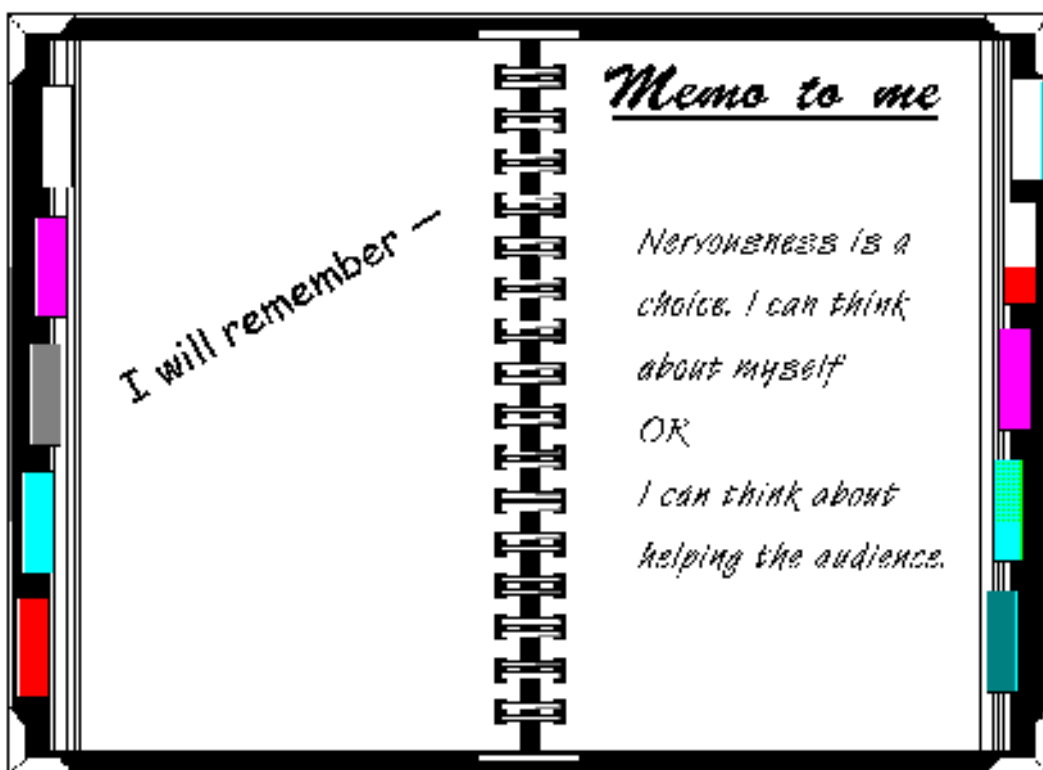 I will remember –
Memo to me
Nervousness is a
choice. I can think
about myself
OR
I can think about
helping the audience.